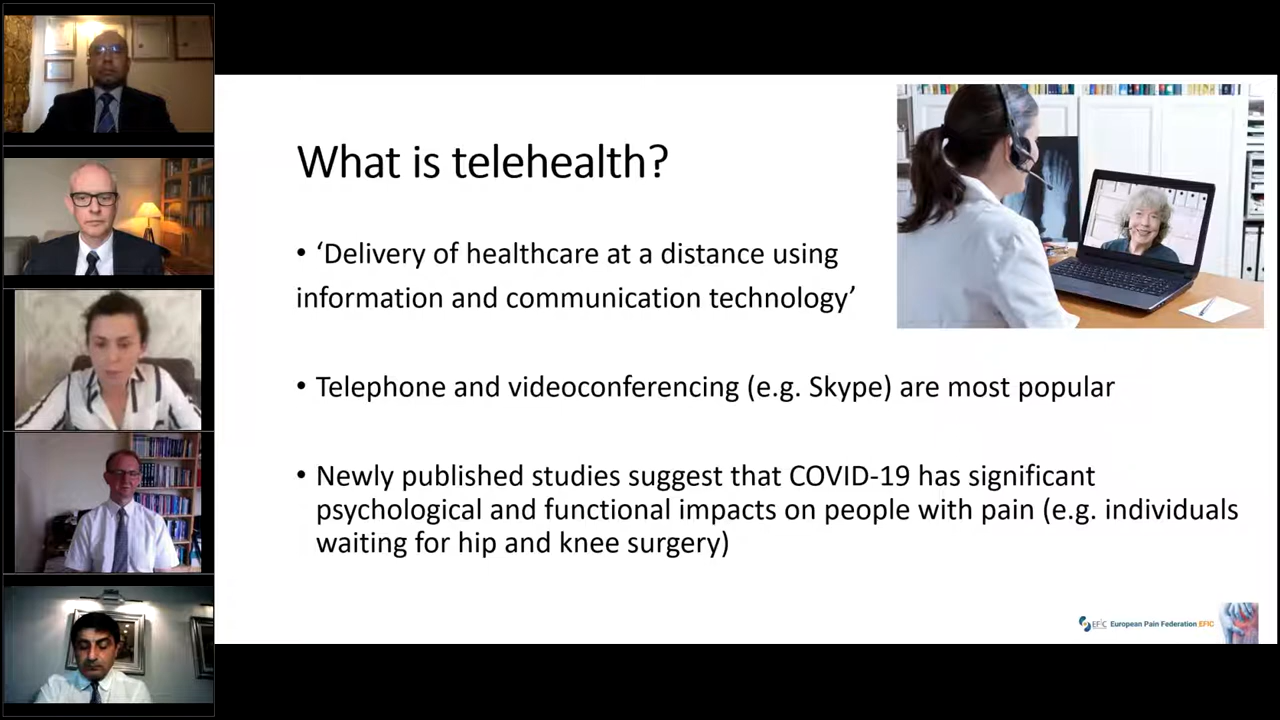 What is telehealth?
• ‘Delivery of healthcare at a distance using
information and communication technology’
• Telephone and videoconferencing (e.g. Skype) are most popular
• Newly published studies suggest that COVID-19 has significant
psychological and functional impacts on people with pain (e.g. individuals
waiting for hip and knee surgery)
EFIC European Pain Federation EFIC